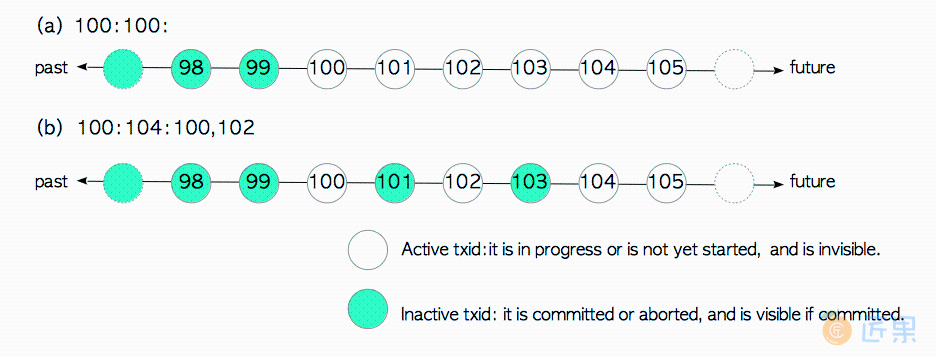 (a) 100:100:
past 98 99 100 101 102 103 104 105 future
(b) 100:104:100,102
past 98 99 100 101 102 103 104 105 future
Active txid:it is in progress or is not yet started, and is invisible.
Inactive txid: it is committed or aborted, and is visible if committed.
匠果